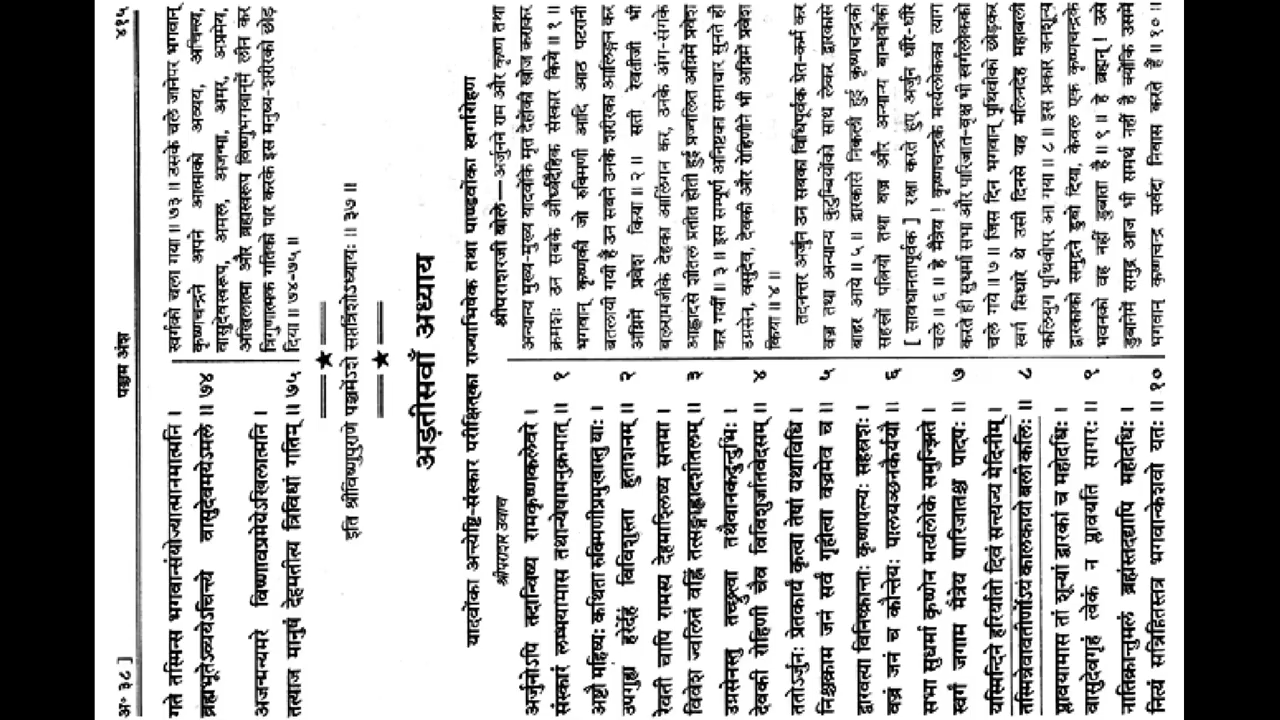 अ॰ ३८ ]
पञ्चम अंश
४१५
गते तस्मिन्स भगवान्संयोज्यात्मानमात्मनि ।
ब्रह्मभूतेऽव्ययेऽचिन्त्ये वासुदेवमयेऽमले ॥ ७४
अजन्मन्यमरे विष्णावप्रमेयेऽखिलात्मनि ।
तत्याज मानुषं देहमतीत्य त्रिविधां गतिम् ॥ ७५
स्वर्गको चला गया ॥ ७३ ॥ उसके चले जानेपर भगवान्
कृष्णचन्द्रने अपने आत्माको अव्यय, अचिन्त्य,
वासुदेवस्वरूप, अमल, अजन्मा, अमर, अप्रमेय,
अखिलात्मा और ब्रह्मस्वरूप विष्णुभगवान्‌में लीन कर
त्रिगुणात्मक गतिको पार करके इस मनुष्य-शरीरको छोड़
दिया ॥ ७४-७५ ॥
इति श्रीविष्णुपुराणे पञ्चमेंऽशे सप्तत्रिंशोऽध्यायः ॥ ३७ ॥
अड़तीसवाँ अध्याय
यादवोंका अन्त्येष्टि-संस्कार परीक्षित्‌का राज्याभिषेक तथा पाण्डवोंका स्वर्गारोहण
श्रीपराशर उवाच
अर्जुनोऽपि तदान्विष्य रामकृष्णकलेवरे ।
संस्कारं लम्भयामास तथान्येषामनुक्रमात् ॥ १
अष्टौ महिष्यः कथिता रुक्मिणीप्रमुखास्तु याः ।
उपगुह्य हरेर्देहं विविशुस्ता हुताशनम् ॥ २
रेवती चापि रामस्य देहमाश्लिष्य सत्तमा ।
विवेश ज्वलितं वह्निं तत्सङ्गाह्लादशीतलम् ॥ ३
उग्रसेनस्तु तच्छ्रुत्वा तथैवानकदुन्दुभिः ।
देवकी रोहिणी चैव विविशुर्जातवेदसम् ॥ ४
ततोऽर्जुनः प्रेतकार्यं कृत्वा तेषां यथाविधि ।
निश्चक्राम जनं सर्वं गृहीत्वा वज्रमेव च ॥ ५
द्वारवत्या विनिष्क्रान्ताः कृष्णपत्न्यः सहस्रशः ।
वज्रं जनं च कौन्तेयः पालयञ्छनकैर्ययौ ॥ ६
सभा सुधर्मा कृष्णेन मर्त्यलोके समुज्झिते ।
स्वर्गं जगाम मैत्रेय पारिजातश्च पादपः ॥ ७
यस्मिन्दिने हरिर्यातो दिवं सन्त्यज्य मेदिनीम् ।
तस्मिन्नेवावतीर्णोऽयं कालकायो बली कलिः ॥ ८
प्लावयामास तां शून्यां द्वारकां च महोदधिः ।
वासुदेवगृहं त्वेकं न प्लावयति सागरः ॥ ९
नातिक्रान्तुमलं ब्रह्मंस्तदद्यापि महोदधिः ।
नित्यं सन्निहितस्तत्र भगवान्केशवो यतः ॥ १०
श्रीपराशरजी बोले—अर्जुनने राम और कृष्ण तथा
अन्यान्य मुख्य-मुख्य यादवोंके मृत देहोंकी खोज कराकर
क्रमशः उन सबके और्ध्वदैहिक संस्कार किये ॥ १ ॥
भगवान् कृष्णकी जो रुक्मिणी आदि आठ पटरानी
बतलायी गयी हैं उन सबने उनके शरीरका आलिङ्गन कर
अग्निमें प्रवेश किया ॥ २ ॥ सती रेवतीजी भी
बलरामजीके देहका आलिंगन कर, उनके अंग-संगके
आह्लादसे शीतल प्रतीत होती हुई प्रज्वलित अग्निमें प्रवेश
कर गयीं ॥ ३ ॥ इस सम्पूर्ण अनिष्टका समाचार सुनते ही
उग्रसेन, वसुदेव, देवकी और रोहिणीने भी अग्निमें प्रवेश
किया ॥ ४ ॥
तदनन्तर अर्जुन उन सबका विधिपूर्वक प्रेत-कर्म कर
वज्र तथा अन्यान्य कुटुम्बियोंको साथ लेकर द्वारकासे
बाहर आये ॥ ५ ॥ द्वारकासे निकली हुई कृष्णचन्द्रकी
सहस्रों पत्नियों तथा वज्र और अन्यान्य बान्धवोंकी
[ सावधानतापूर्वक ] रक्षा करते हुए अर्जुन धीरे-धीरे
चले ॥ ६ ॥ हे मैत्रेय ! कृष्णचन्द्रके मर्त्यलोकका त्याग
करते ही सुधर्मा सभा और पारिजात-वृक्ष भी स्वर्गलोकको
चले गये ॥ ७ ॥ जिस दिन भगवान् पृथिवीको छोड़कर
स्वर्ग सिधारे थे उसी दिनसे यह मलिनदेह महाबली
कलियुग पृथिवीपर आ गया ॥ ८ ॥ इस प्रकार जनशून्य
द्वारकाको समुद्रने डुबो दिया, केवल एक कृष्णचन्द्रके
भवनको वह नहीं डुबाता है ॥ ९ ॥ हे ब्रह्मन् ! उसे
डुबानेमें समुद्र आज भी समर्थ नहीं है क्योंकि उसमें
भगवान् कृष्णचन्द्र सर्वदा निवास करते हैं ॥ १० ॥